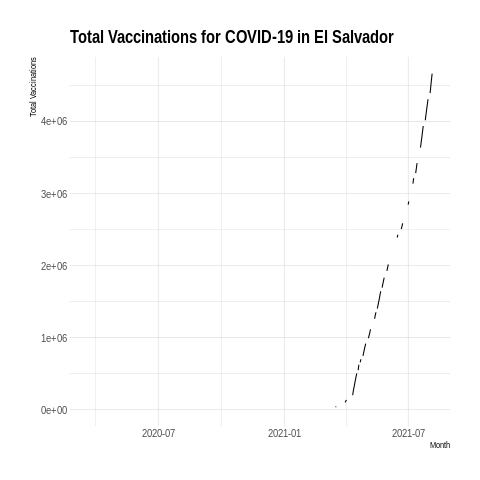 Total Vaccinations for COVID-19 in El Salvador
Total Vaccinations
4e+06
3e+06
2e+06
1e+06
0e+00
2020-07 2021-01 2021-07
Month